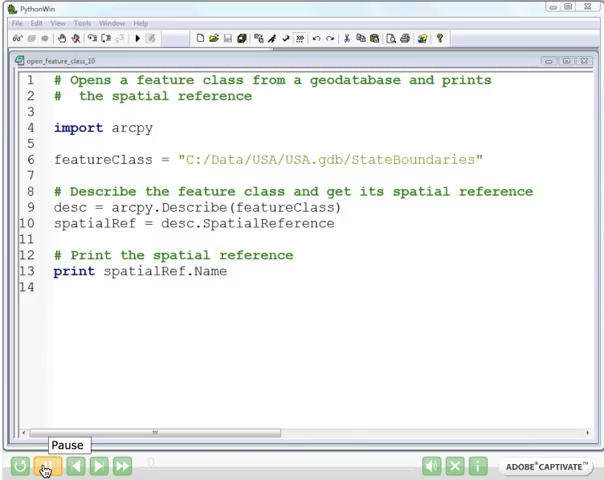 PythonWin
File Edit View Tools Window Help
open_feature_class_10
1 # Opens a feature class from a geodatabase and prints
2 #  the spatial reference
3
4 import arcpy
5
6 featureClass = "C:/Data/USA/USA.gdb/StateBoundaries"
7
8 # Describe the feature class and get its spatial reference
9 desc = arcpy.Describe(featureClass)
10 spatialRef = desc.SpatialReference
11
12 # Print the spatial reference
13 print spatialRef.Name
14
Pause
ADOBE® CAPTIVATE™